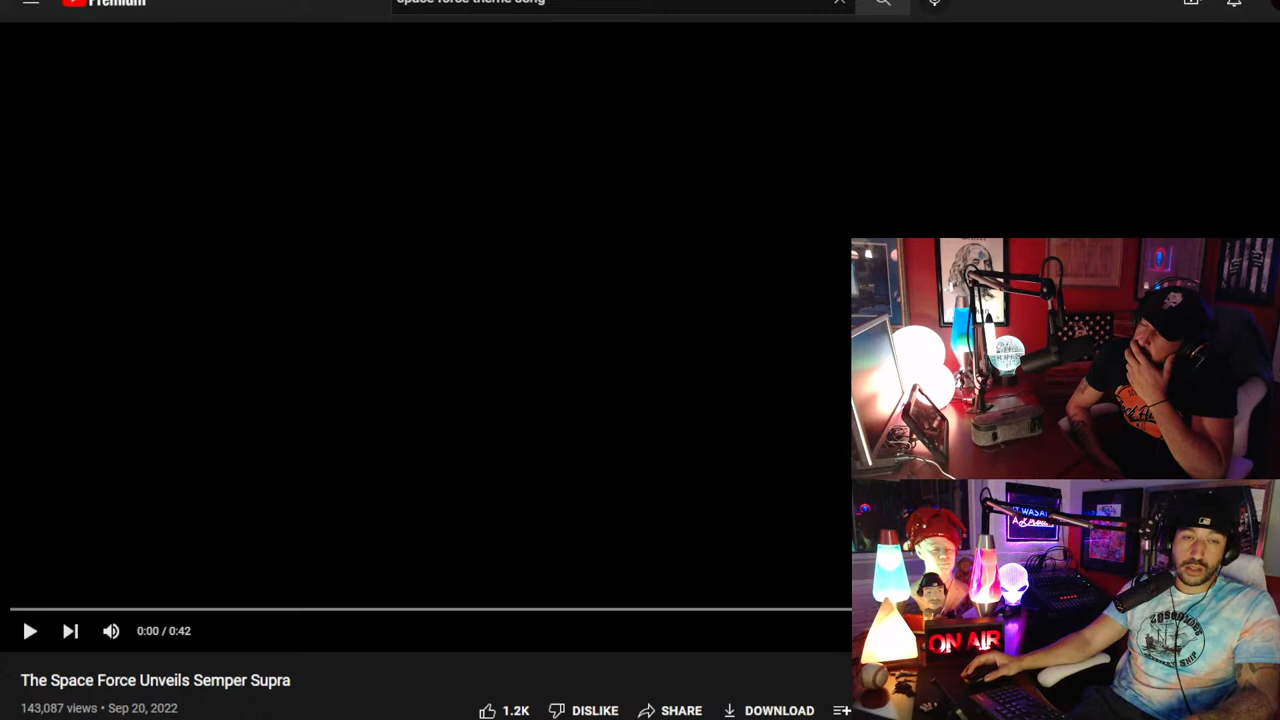 Premium
space force theme song
0:00 / 0:42
The Space Force Unveils Semper Supra
143,087 views • Sep 20, 2022
1.2K
DISLIKE
SHARE
DOWNLOAD
ON AIR
SHIP